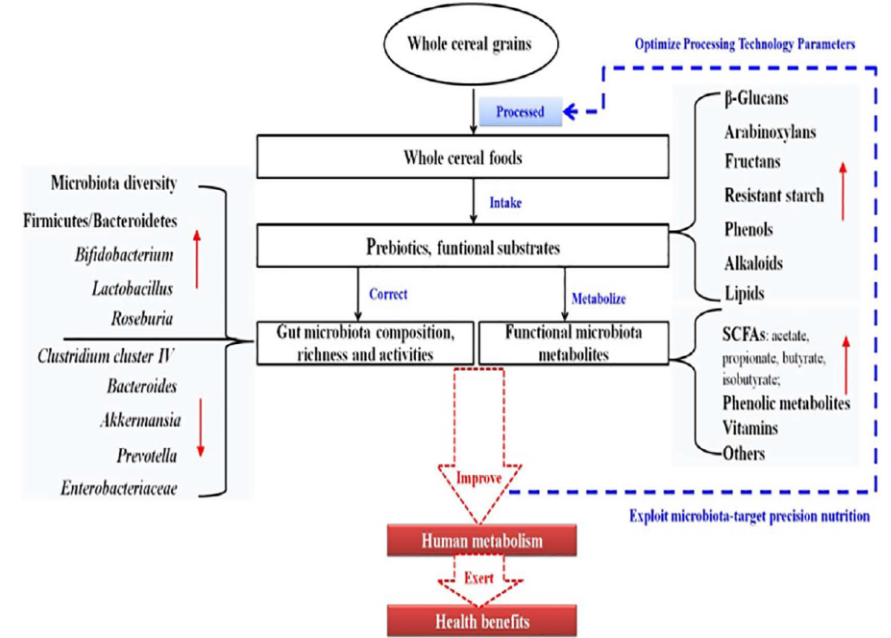 Whole cereal grains
Optimize Processing Technology Parameters
Processed
Whole cereal foods
Intake
Prebiotics, funtional substrates
Correct
Metabolize
Gut microbiota composition,
richness and activities
Functional microbiota
metabolites
β-Glucans
Arabinoxylans
Fructans
Resistant starch
Phenols
Alkaloids
Lipids
SCFAs: acetate,
propionate, butyrate,
isobutyrate;
Phenolic metabolites
Vitamins
Others
Microbiota diversity
Firmicutes/Bacteroidetes
Bifidobacterium
Lactobacillus
Roseburia
Clustridium cluster IV
Bacteroides
Akkermansia
Prevotella
Enterobacteriaceae
Improve
Exploit microbiota-target precision nutrition
Human metabolism
Exert
Health benefits